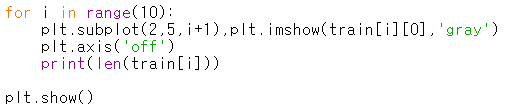 for i in range(10):
    plt.subplot(2,5,i+1),plt.imshow(train[i][0],'gray')
    plt.axis('off')
    print(len(train[i]))

plt.show()